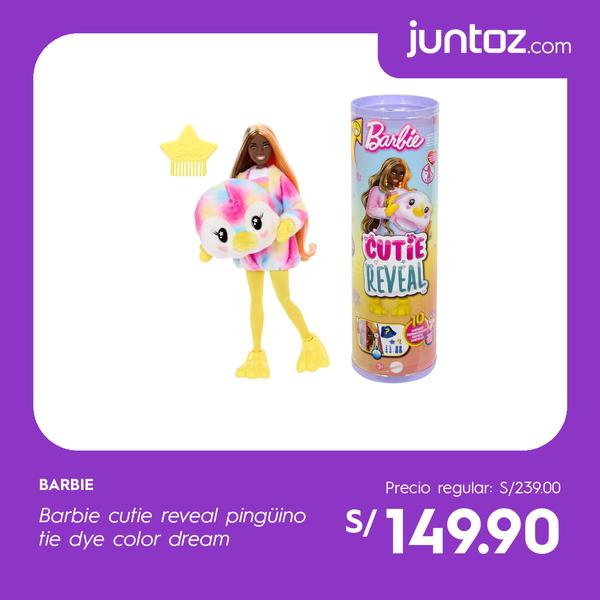 juntoz.com
Barbie
CUTIE
REVEAL
10
BARBIE
Precio regular: S/239.00
Barbie cutie reveal pingüino
tie dye color dream
S/149.90